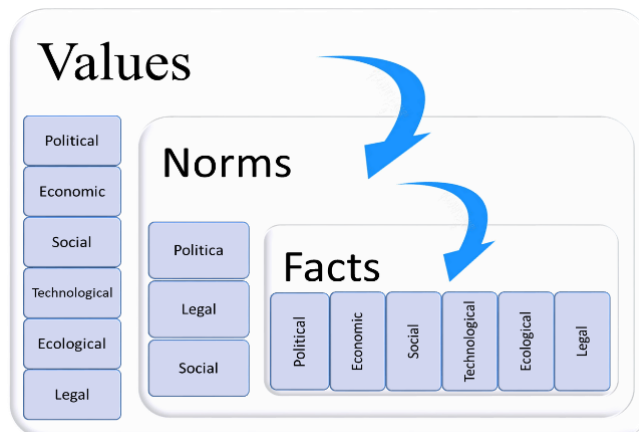 Values
Political
Economic
Social
Technological
Ecological
Legal
Norms
Politica
Legal
Social
Facts
Political
Economic
Social
Technological
Ecological
Legal